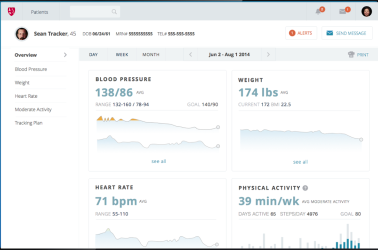 Patients
Sean Tracker, 45 DOB 06/24/61 MRN# 5555555555 TEL# 555.555.5555
ALERTS
SEND MESSAGE
Overview
Blood Pressure
Weight
Heart Rate
Moderate Activity
Tracking Plan
DAY WEEK MONTH
Jun 2 - Aug 1 2014
PRINT
BLOOD PRESSURE
138/86 AVG
RANGE 132-160 / 78-94 GOAL 140/90
see all
WEIGHT
174 lbs AVG
CURRENT 172 BMI 22.5
see all
HEART RATE
71 bpm AVG
RANGE 55-110
PHYSICAL ACTIVITY
39 min/wk AVG MODERATE ACTIVITY
DAYS ACTIVE 86 STEPS/DAY 4876 GOAL 80